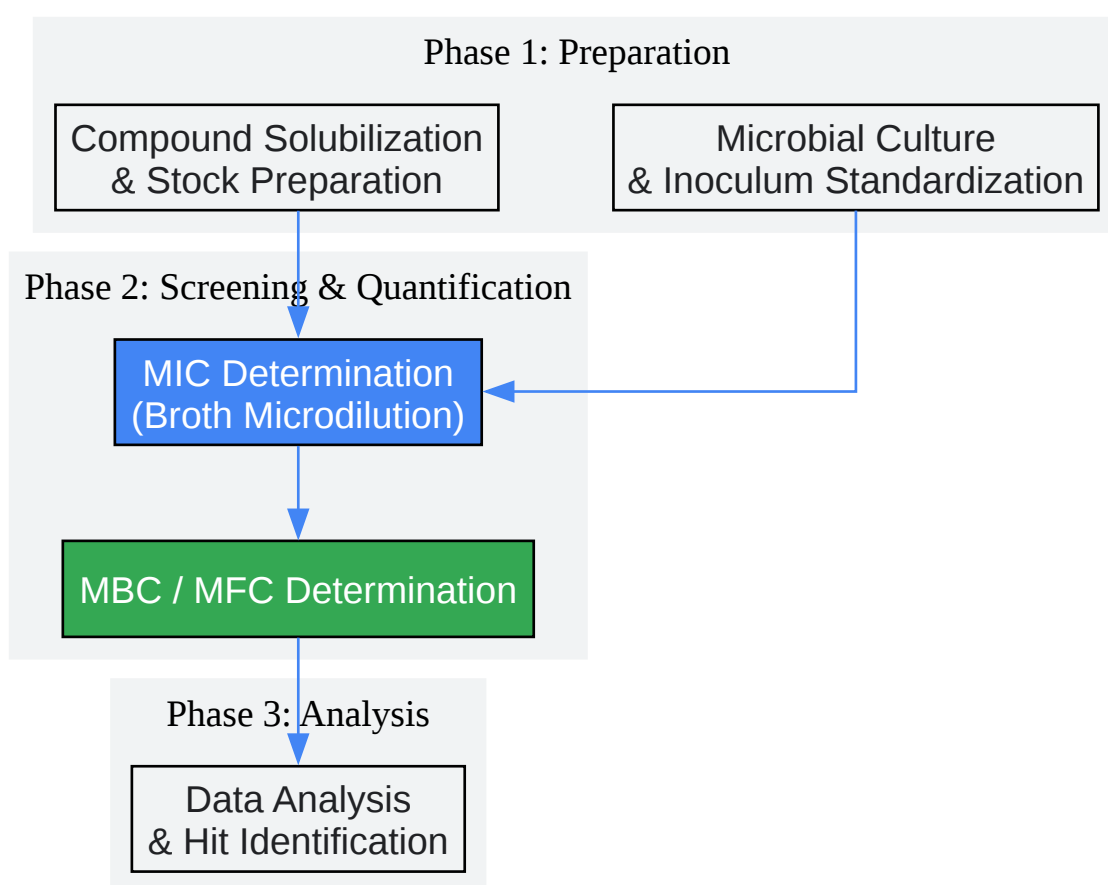 Phase 1: Preparation
Compound Solubilization
& Stock Preparation
Microbial Culture
& Inoculum Standardization
Phase 2: Screening & Quantification
MIC Determination
(Broth Microdilution)
MBC / MFC Determination
Phase 3: Analysis
Data Analysis
& Hit Identification